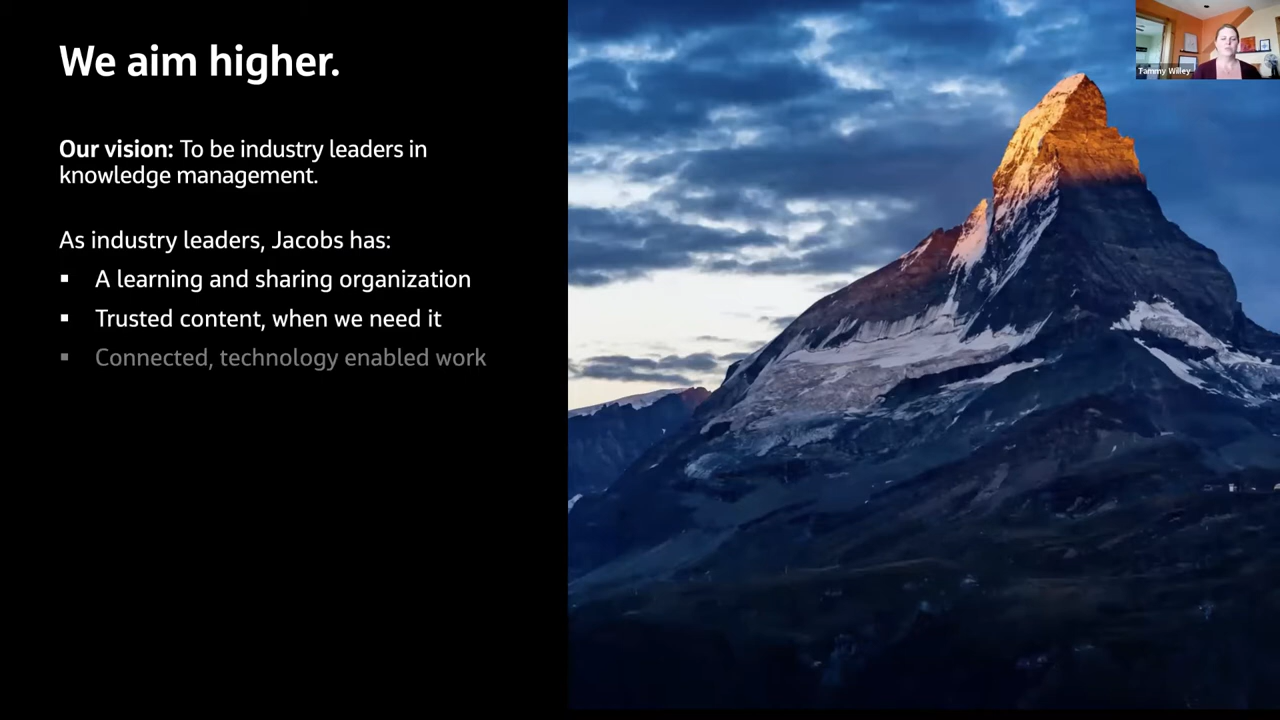 We aim higher.
Our vision: To be industry leaders in
knowledge management.
As industry leaders, Jacobs has:
▪ A learning and sharing organization
▪ Trusted content, when we need it
▪ Connected, technology enabled work
Tammy Willey